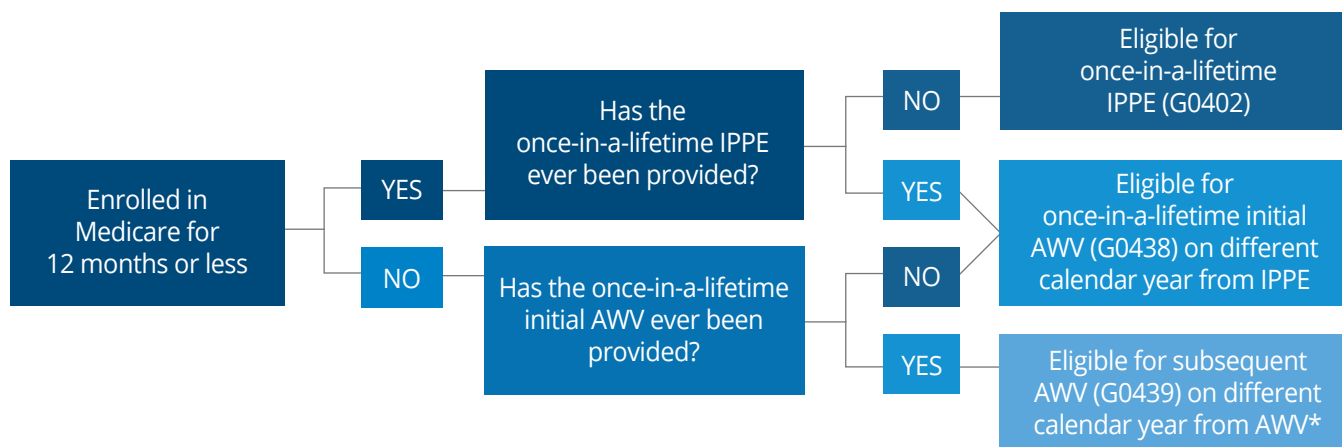 Enrolled in
Medicare for
12 months or less
YES
NO
Has the
once-in-a-lifetime IPPE
ever been provided?
Has the once-in-a-lifetime
initial AWV ever been
provided?
NO
YES
NO
YES
Eligible for
once-in-a-lifetime
IPPE (G0402)
Eligible for
once-in-a-lifetime initial
AWV (G0438) on different
calendar year from IPPE
Eligible for subsequent
AWV (G0439) on different
calendar year from AWV*